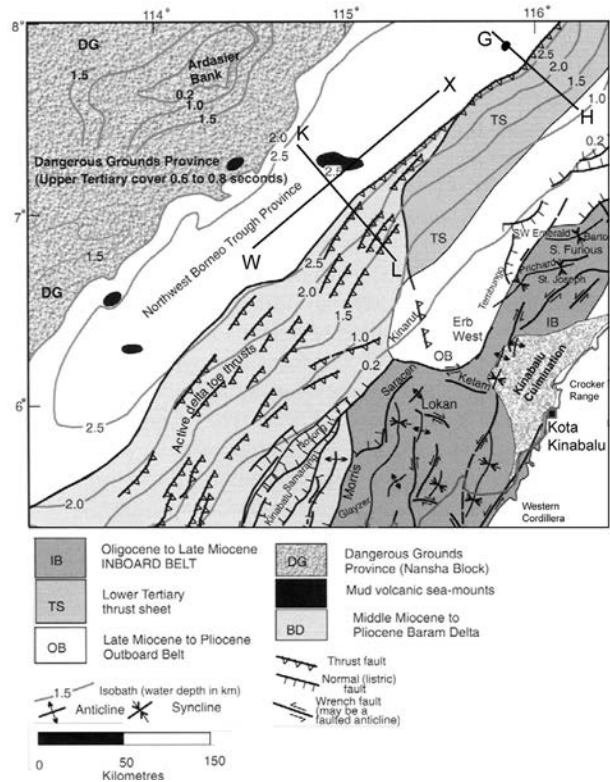 114°
115°
116°
8°
7°
6°
DG
1.5
Ardasier
Bank
0.2
1.0
1.5
G
2.5
2.0
1.5
1.0
H
X
K
2.0
2.5
TS
0.2
Dangerous Grounds
Province
(Upper Tertiary cover 0.6 to 0.8 seconds)
2.5
SW Emerald
Barton
S. Furious
Prichard
St. Joseph
Tembungo
W
L
TS
DG
Northwest Borneo Trough Province
2.5
2.0
1.5
1.0
0.2
Kinarut
Erb
West
OB
IB
Kinabalu
Culmination
Crocker
Range
Active delta toe thrusts
Saracen
Ketam
Lokan
Kota
Kinabalu
2.5
2.0
Nosong
Samarang
Kinabalu
Morris
Glayzer
Western
Cordillera
IB
Oligocene to Late Miocene
INBOARD BELT
TS
Lower Tertiary
thrust sheet
OB
Late Miocene to Pliocene
Outboard Belt
DG
Dangerous Grounds
Province (Nansha Block)
Mud volcanic sea-mounts
BD
Middle Miocene to
Pliocene Baram Delta
1.5
Isobath (water depth in km)
Anticline
Syncline
Thrust fault
Normal (listric)
fault
Wrench fault
(may be a
faulted anticline)
0
50
150
Kilometres